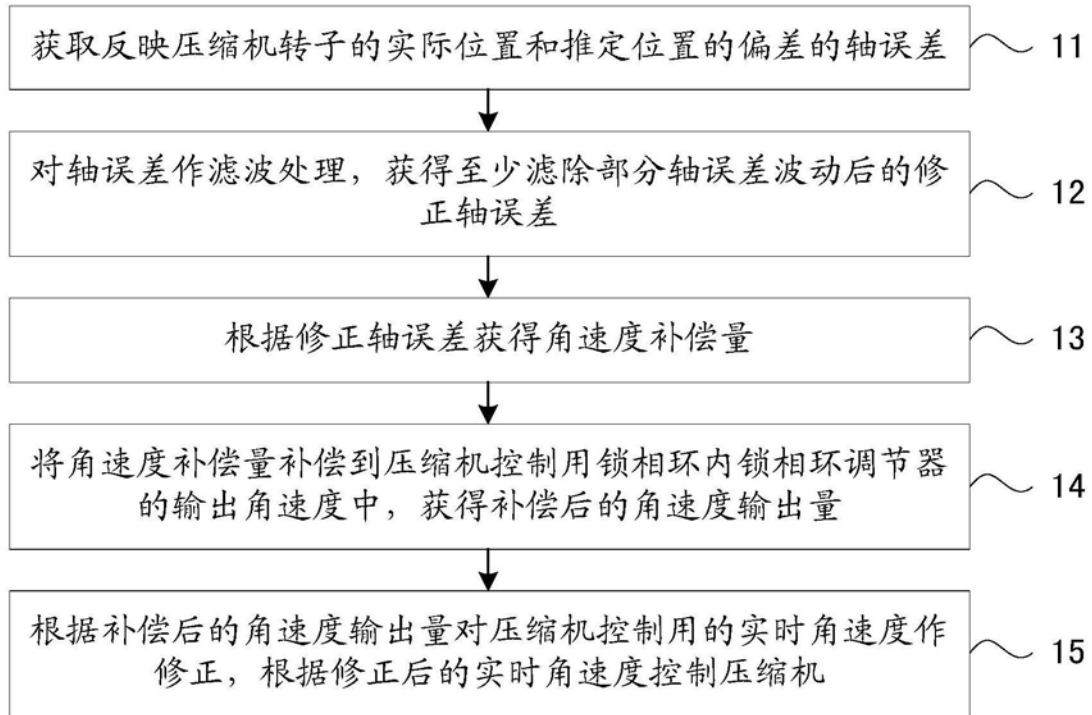 获取反映压缩机转子的实际位置和推定位置的偏差的轴误差
11
对轴误差作滤波处理，获得至少滤除部分轴误差波动后的修
正轴误差
12
根据修正轴误差获得角速度补偿量
13
将角速度补偿量补偿到压缩机控制用锁相环内锁相环调节器
的输出角速度中，获得补偿后的角速度输出量
14
根据补偿后的角速度输出量对压缩机控制用的实时角速度作
修正，根据修正后的实时角速度控制压缩机
15